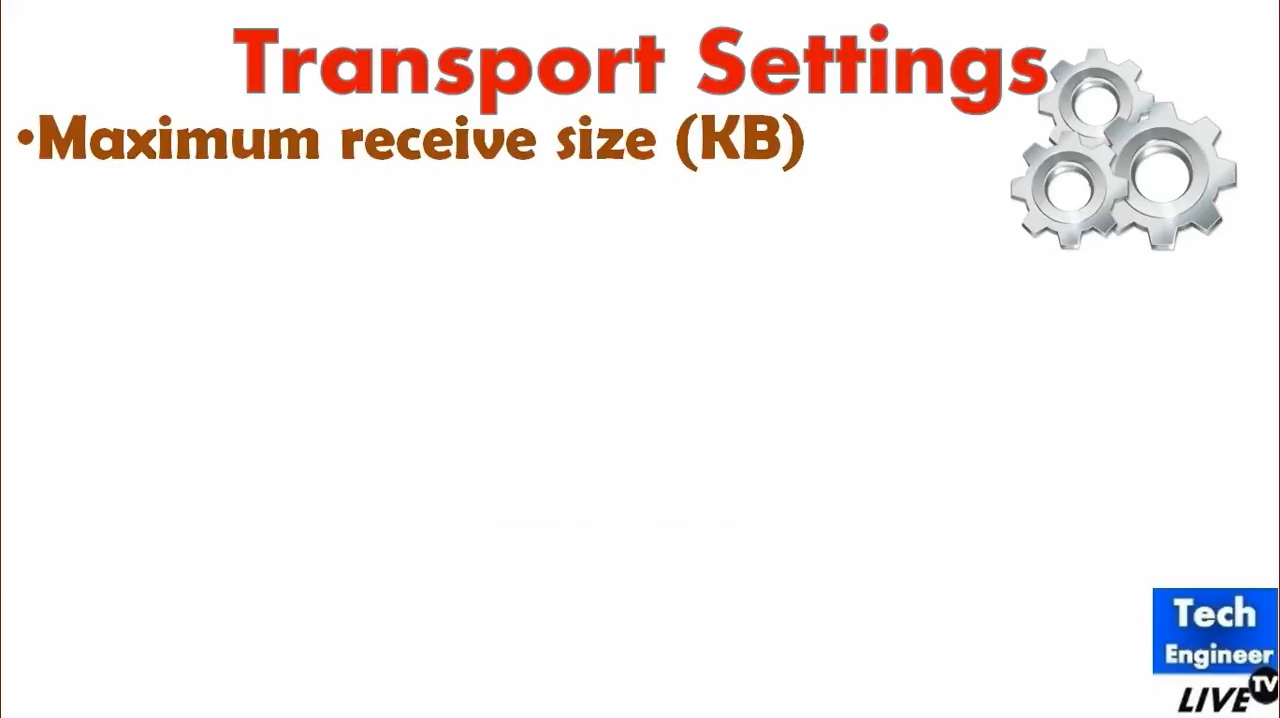 Transport Settings
•Maximum receive size (KB)
Tech
Engineer
LIVE TV